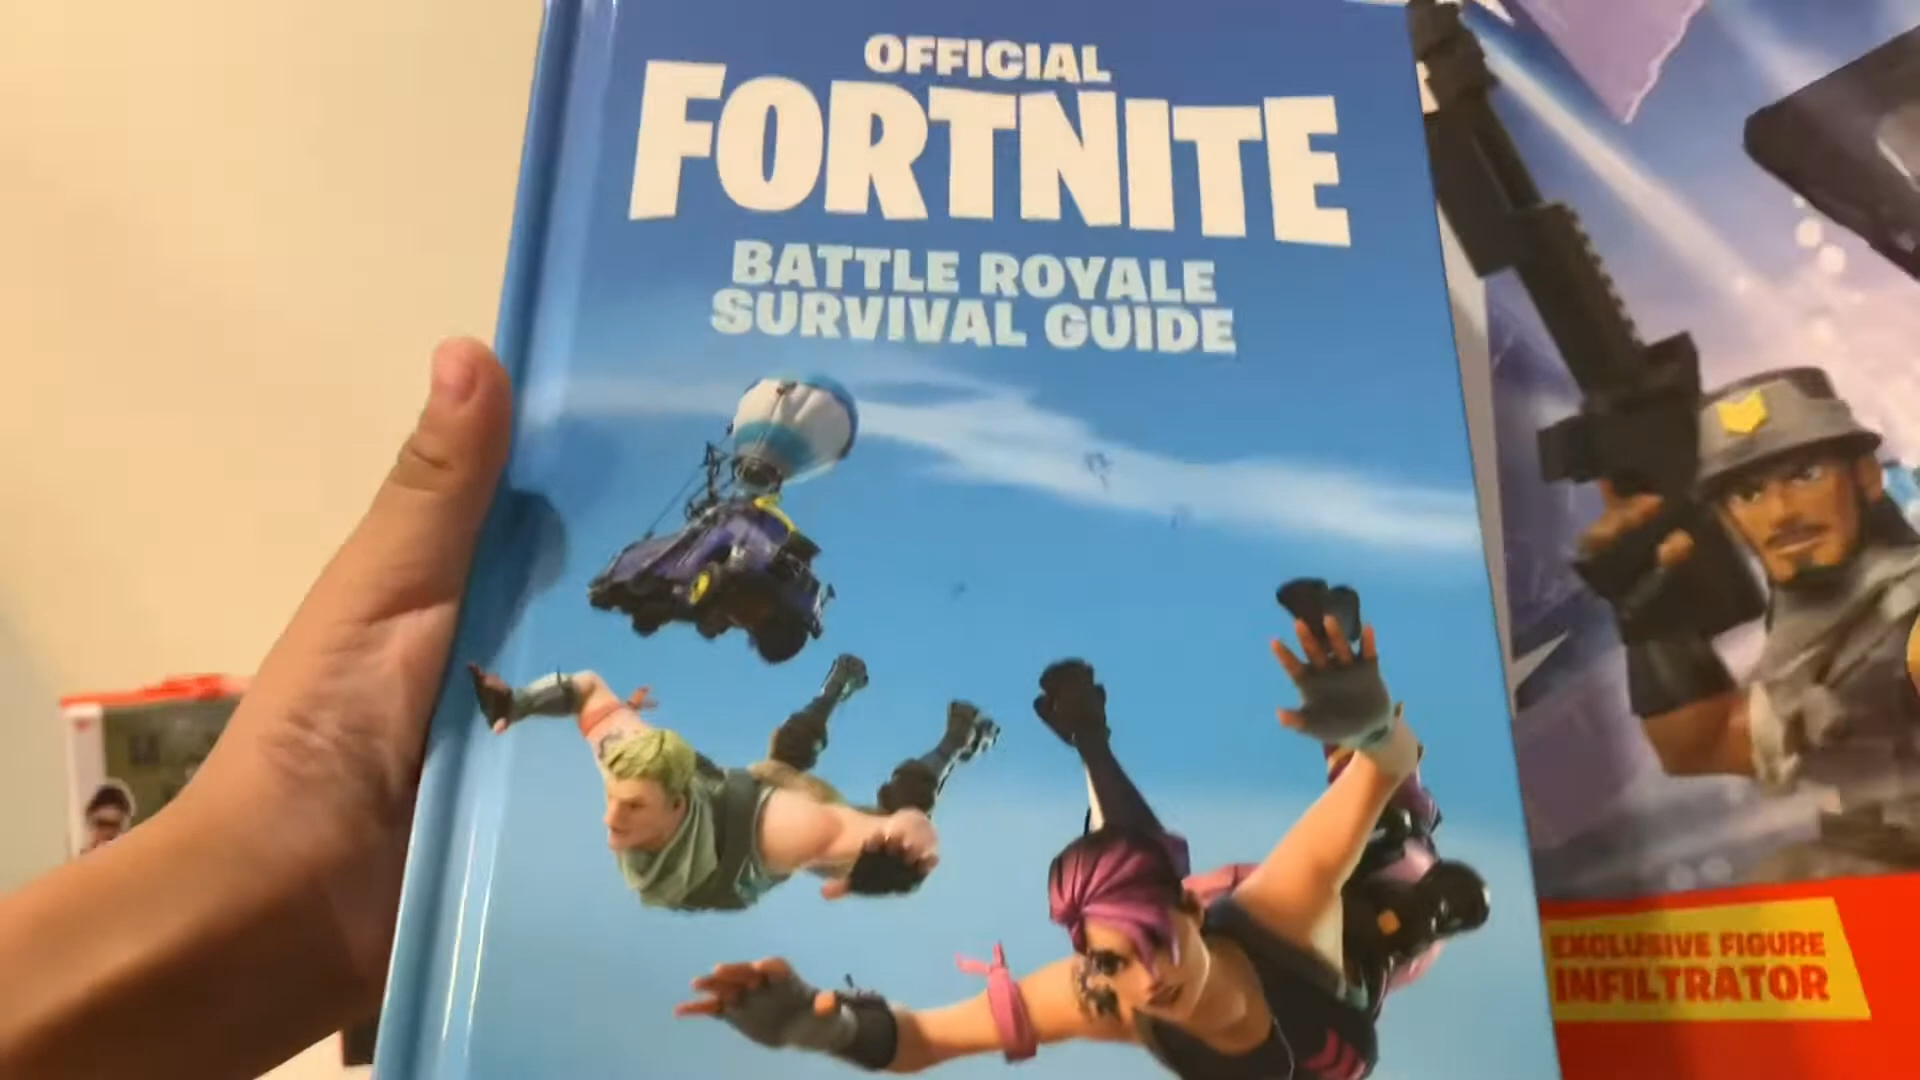 OFFICIAL
FORTNITE
BATTLE ROYALE
SURVIVAL GUIDE
EXCLUSIVE FIGURE
INFILTRATOR